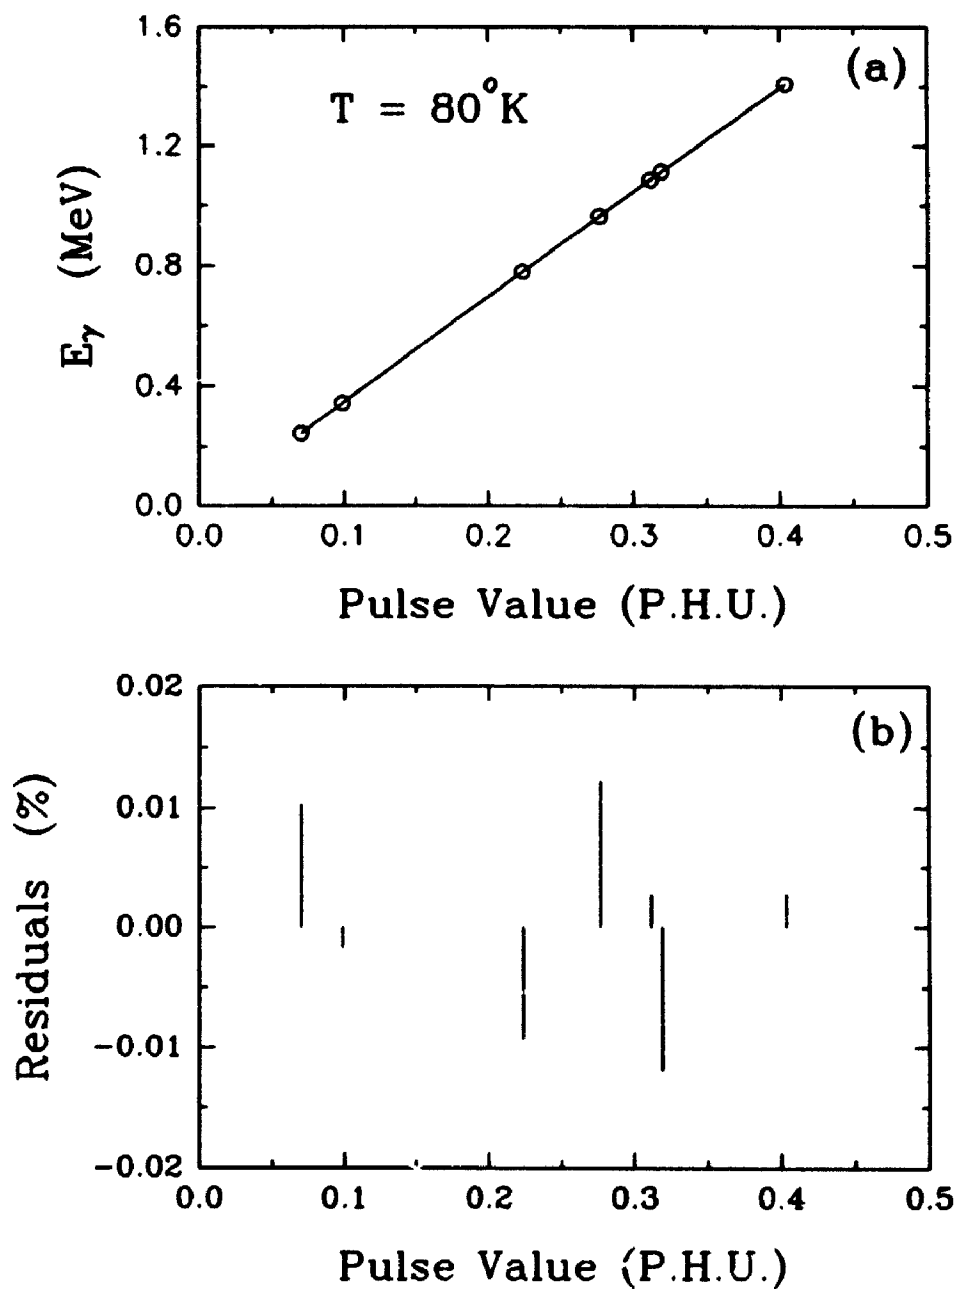 1.6
(a)
T = 80°K
1.2
E_γ (MeV)
0.8
0.4
0.0
0.0 0.1 0.2 0.3 0.4 0.5
Pulse Value (P.H.U.)
0.02
(b)
0.01
Residuals (%)
0.00
−0.01
−0.02
0.0 0.1 0.2 0.3 0.4 0.5
Pulse Value (P.H.U.)